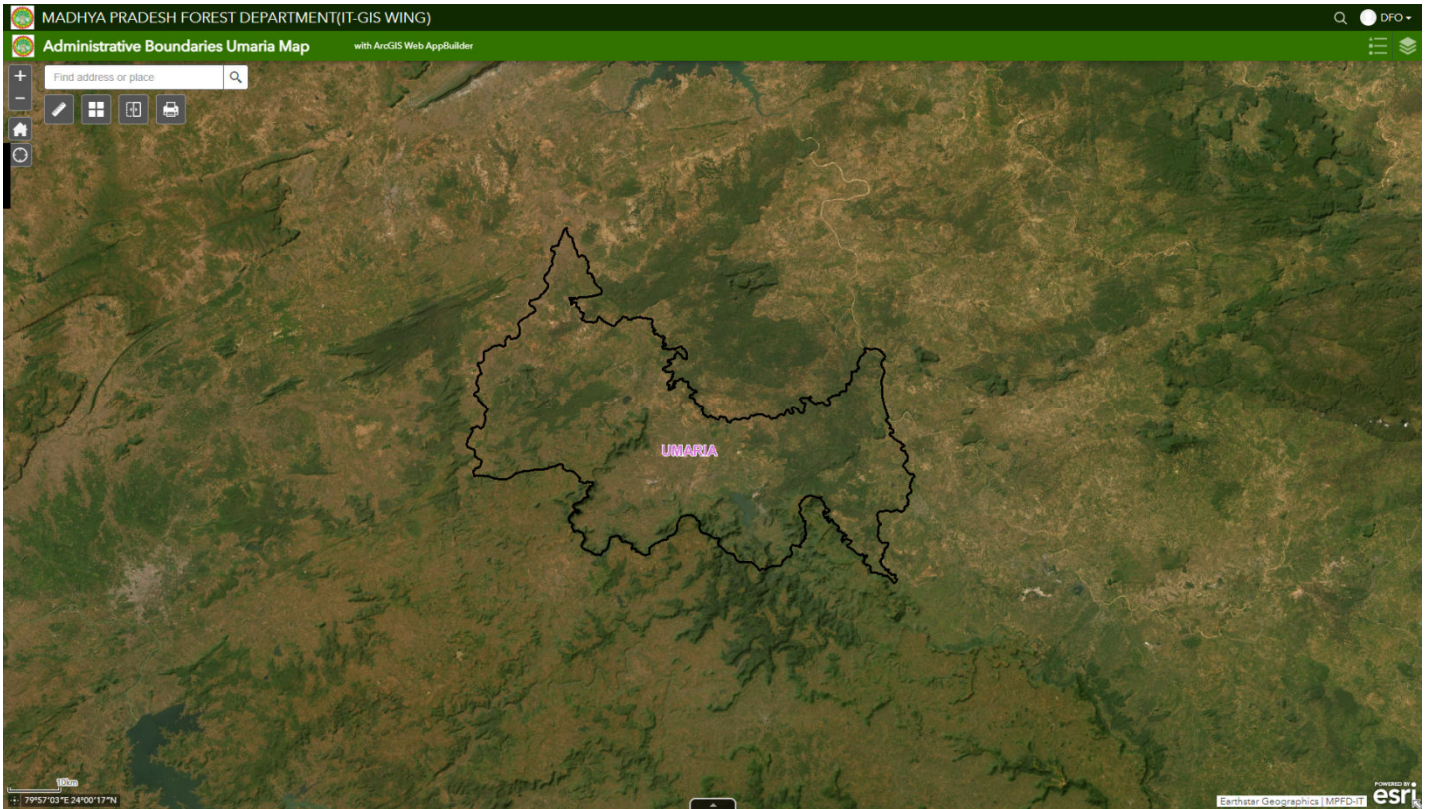 MADHYA PRADESH FOREST DEPARTMENT(IT-GIS WING)
DFO
Administrative Boundaries Umaria Map with ArcGIS Web AppBuilder
+
Find address or place
−
UMARIA
10km
79°57'03"E 24°00'17"N
Earthstar Geographics | MPFD-IT
POWERED BY
esri